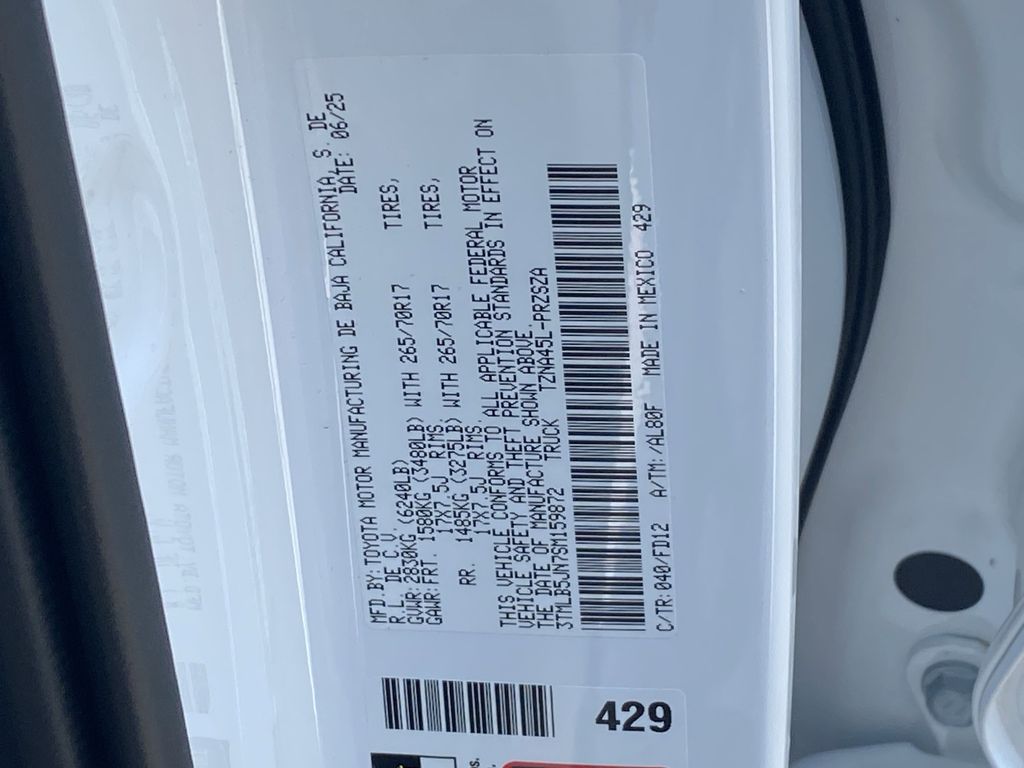 MFD.BY:TOYOTA MOTOR MANUFACTURING DE BAJA CALIFORNIA, S. DE
R.L. DE C.V. DATE: 06/25
GVWR:2830KG (6240LB)
GAWR:FRT. 1580KG (3480LB) WITH 265/70R17 TIRES,
17X7.5J RIMS.
RR. 1485KG (3275LB) WITH 265/70R17 TIRES,
17X7.5J RIMS.
THIS VEHICLE CONFORMS TO ALL APPLICABLE FEDERAL MOTOR
VEHICLE SAFETY AND THEFT PREVENTION STANDARDS IN EFFECT ON
THE DATE OF MANUFACTURE SHOWN ABOVE.
3TMLB5JN7SM159872 TRUCK TZNA45L-PRZSZA
C/TR:040/FD12 A/TM:/AL80F MADE IN MEXICO 429
429